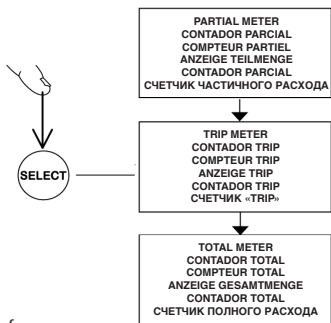 PARTIAL METER
CONTADOR PARCIAL
COMPTEUR PARTIEL
ANZEIGE TEILMENGE
CONTADOR PARCIAL
СЧЕТЧИК ЧАСТИЧНОГО РАСХОДА
SELECT
TRIP METER
CONTADOR TRIP
COMPTEUR TRIP
ANZEIGE TRIP
CONTADOR TRIP
СЧЕТЧИК «TRIP»
TOTAL METER
CONTADOR TOTAL
COMPTEUR TOTAL
ANZEIGE GESAMTMENGE
CONTADOR TOTAL
СЧЕТЧИК ПОЛНОГО РАСХОДА